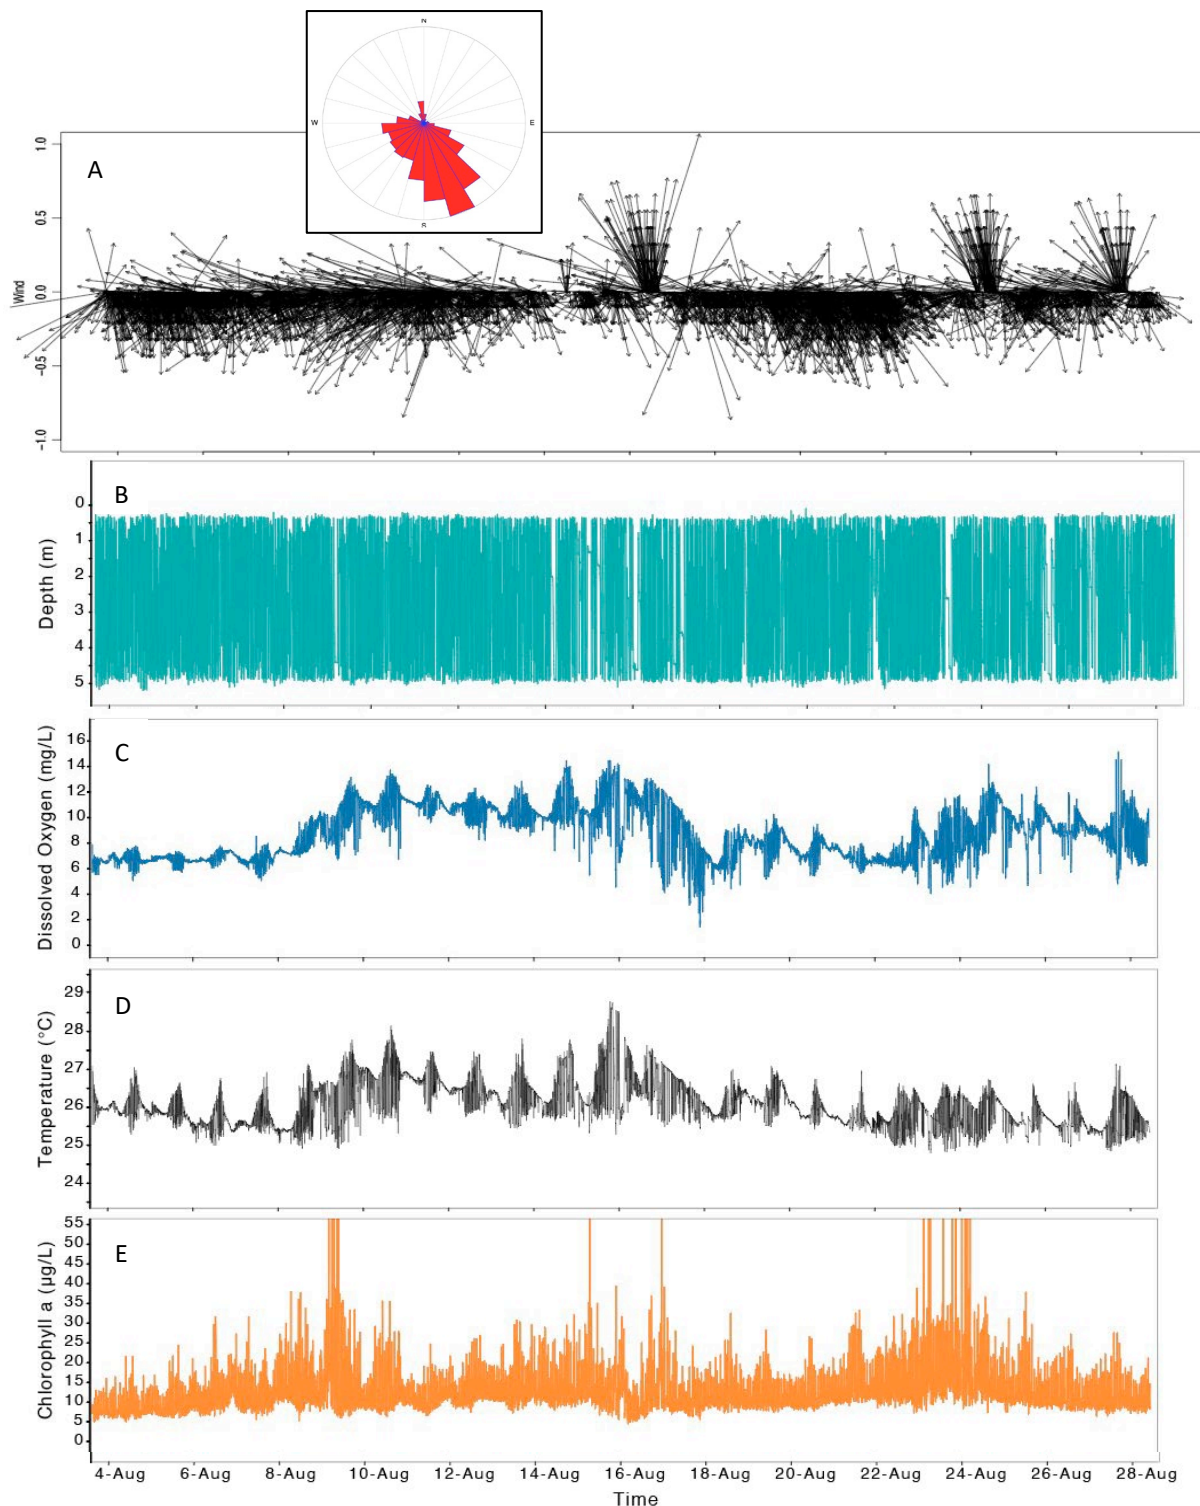 N
W
E
S
A
Wind
1.0
0.5
0.0
−0.5
−1.0
B
Depth (m)
0
1
2
3
4
5
C
Dissolved Oxygen (mg/L)
16
14
12
10
8
6
4
2
0
D
Temperature (°C)
29
28
27
26
25
24
E
Chlorophyll a (µg/L)
55
50
45
40
35
30
25
20
15
10
5
0
4-Aug 6-Aug 8-Aug 10-Aug 12-Aug 14-Aug 16-Aug 18-Aug 20-Aug 22-Aug 24-Aug 26-Aug 28-Aug
Time